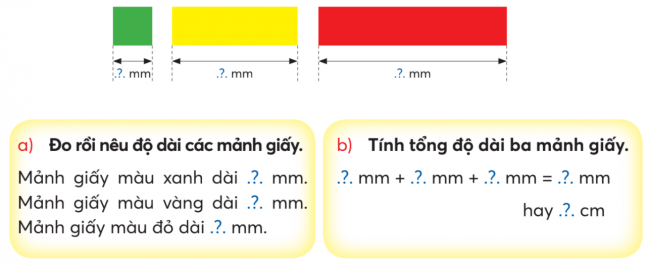 .?. mm .?. mm .?. mm
a) Đo rồi nêu độ dài các mảnh giấy.
Mảnh giấy màu xanh dài .?. mm.
Mảnh giấy màu vàng dài .?. mm.
Mảnh giấy màu đỏ dài .?. mm.
b) Tính tổng độ dài ba mảnh giấy.
.?. mm + .?. mm + .?. mm = .?. mm
hay .?. cm